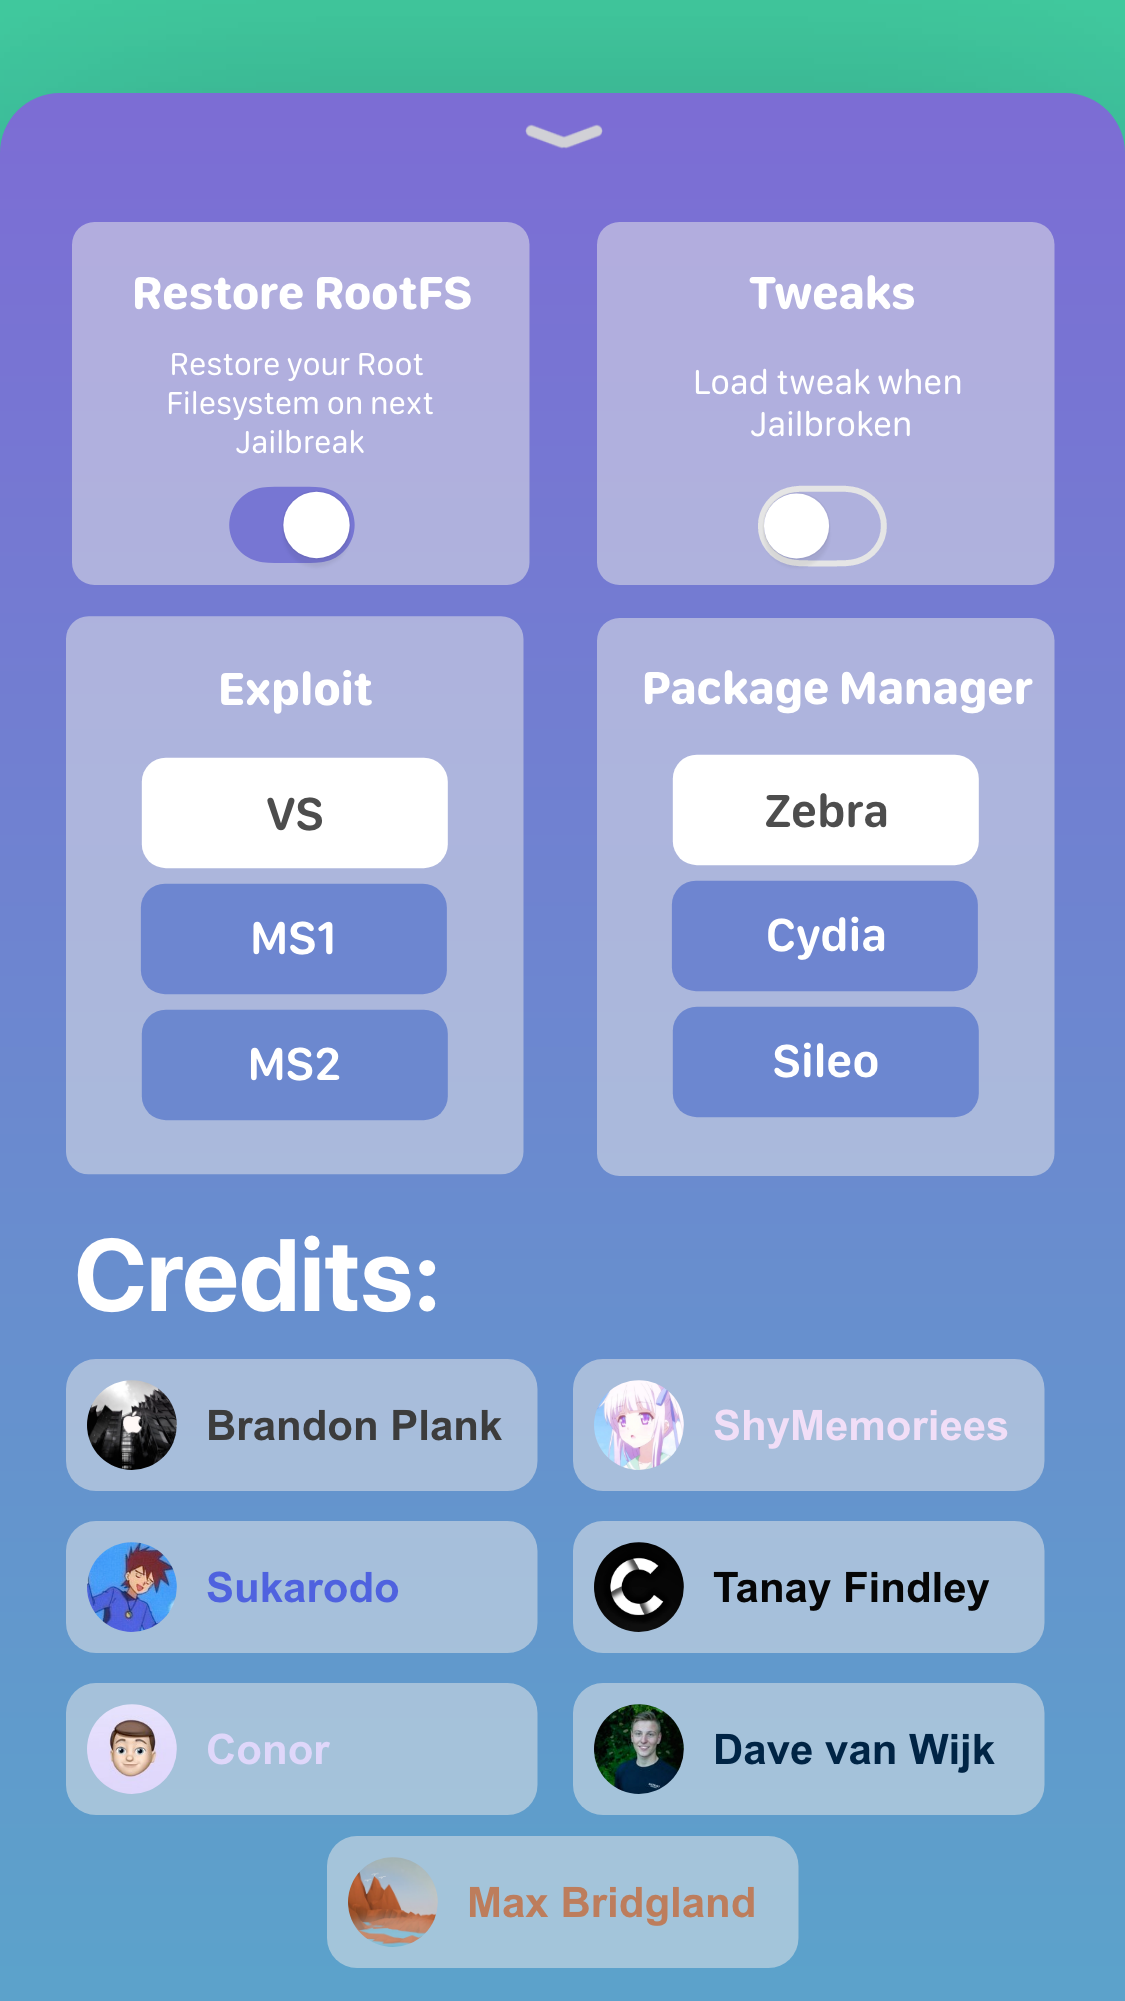 Restore RootFS
Restore your Root
Filesystem on next
Jailbreak
Tweaks
Load tweak when
Jailbroken
Exploit
VS
MS1
MS2
Package Manager
Zebra
Cydia
Sileo
Credits:
Brandon Plank
ShyMemoriees
Sukarodo
Tanay Findley
Conor
Dave van Wijk
Max Bridgland